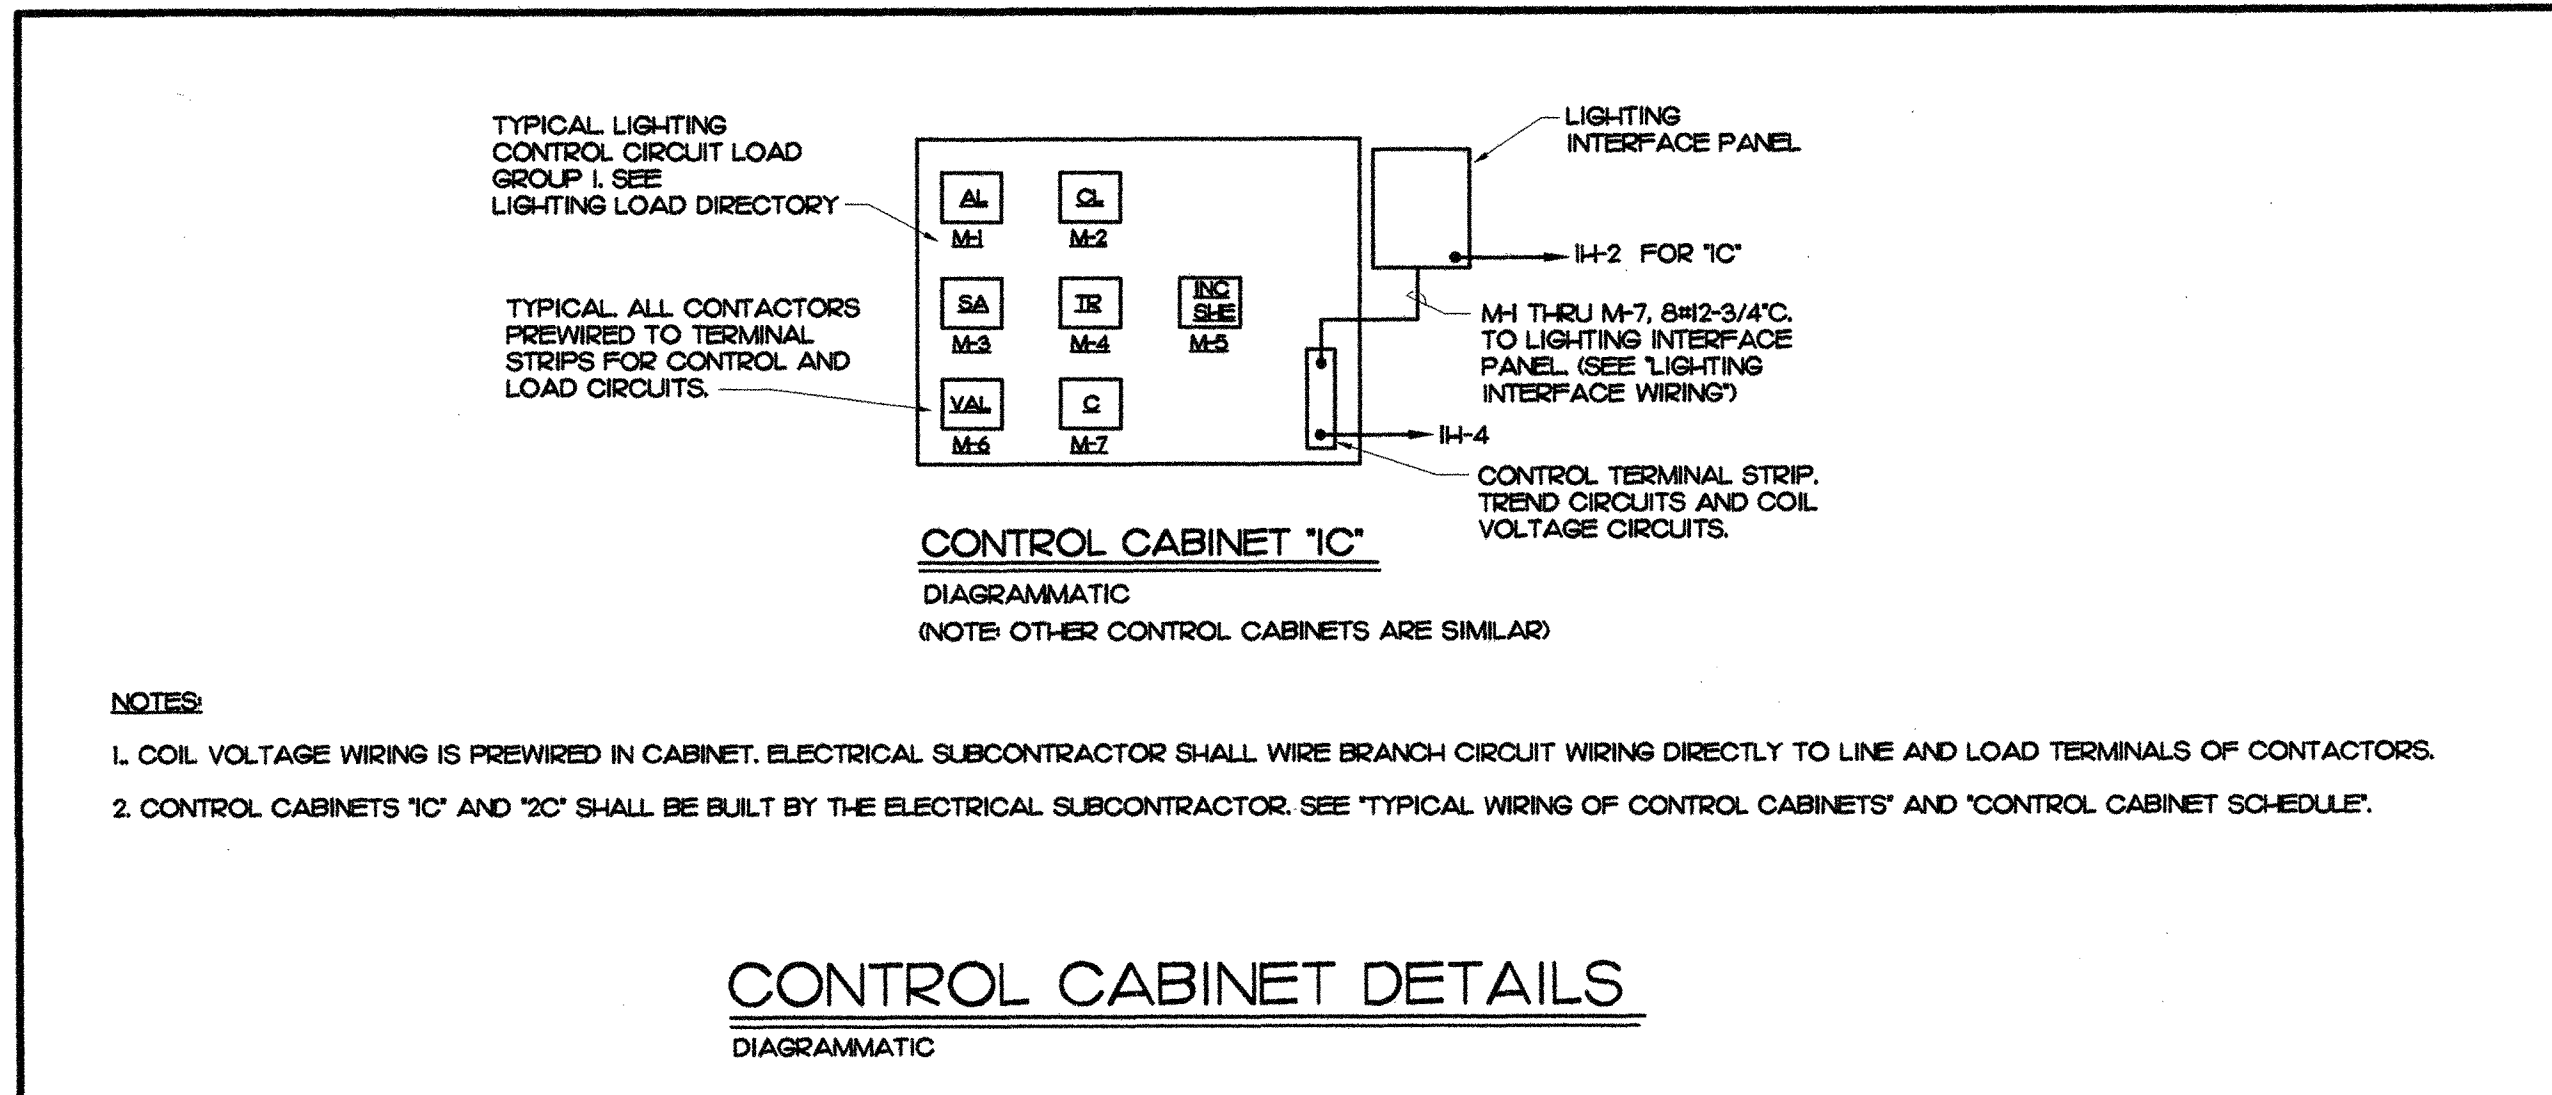 TYPICAL LIGHTING
CONTROL CIRCUIT LOAD
GROUP 1. SEE
LIGHTING LOAD DIRECTORY
TYPICAL. ALL CONTACTORS
PREWIRED TO TERMINAL
STRIPS FOR CONTROL AND
LOAD CIRCUITS.
AL
M-1
CL
M-2
SA
M-3
TR
M-4
INC
SHE
M-5
VAL
M-6
C
M-7
LIGHTING
INTERFACE PANEL
1H-2 FOR "1C"
M-1 THRU M-7, 8#12-3/4"C.
TO LIGHTING INTERFACE
PANEL. (SEE "LIGHTING
INTERFACE WIRING")
1H-4
CONTROL TERMINAL STRIP.
TREND CIRCUITS AND COIL
VOLTAGE CIRCUITS.
CONTROL CABINET "1C"
DIAGRAMMATIC
(NOTE: OTHER CONTROL CABINETS ARE SIMILAR)
NOTES:
1.. COIL VOLTAGE WIRING IS PREWIRED IN CABINET. ELECTRICAL SUBCONTRACTOR SHALL WIRE BRANCH CIRCUIT WIRING DIRECTLY TO LINE AND LOAD TERMINALS OF CONTACTORS.
2. CONTROL CABINETS "1C" AND "2C" SHALL BE BUILT BY THE ELECTRICAL SUBCONTRACTOR. SEE "TYPICAL WIRING OF CONTROL CABINETS" AND "CONTROL CABINET SCHEDULE".
CONTROL CABINET DETAILS
DIAGRAMMATIC